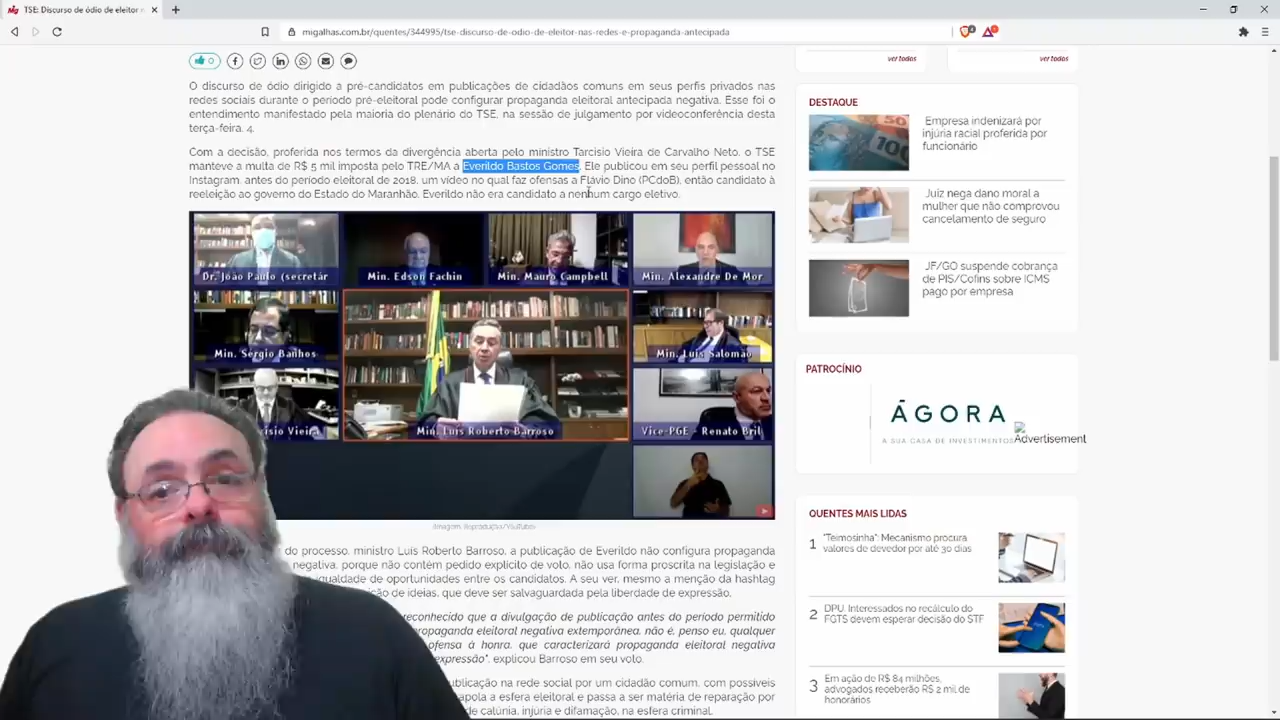 TSE: Discurso de ódio de eleitor n
migalhas.com.br/quentes/344995/tse-discurso-de-odio-de-eleitor-nas-redes-e-propaganda-antecipada
0
O discurso de ódio dirigido a pré-candidatos em publicações de cidadãos comuns em seus perfis privados nas
redes sociais durante o período pré-eleitoral pode configurar propaganda eleitoral antecipada negativa. Esse foi o
entendimento manifestado pela maioria do plenário do TSE, na sessão de julgamento por videoconferência desta
terça-feira, 4.
Com a decisão, proferida nos termos da divergência aberta pelo ministro Tarcisio Vieira de Carvalho Neto, o TSE
manteve a multa de R$ 5 mil imposta pelo TRE/MA a Everildo Bastos Gomes. Ele publicou em seu perfil pessoal no
Instagram, antes do período eleitoral de 2018, um vídeo no qual faz ofensas a Flávio Dino (PCdoB), então candidato à
reeleição ao governo do Estado do Maranhão. Everildo não era candidato a nenhum cargo eletivo.
Dr. João Paulo (secretár
Min. Edson Fachin
Min. Mauro Campbell
Min. Alexandre De Mor
Min. Sérgio Banhos
Min. Luis Salomão
cisio Vieira
Min. Luís Roberto Barroso
Vice-PGE - Renato Bril
(Imagem: Reprodução/YouTube)
do processo, ministro Luís Roberto Barroso, a publicação de Everildo não configura propaganda
negativa, porque não contém pedido explícito de voto, não usa forma proscrita na legislação e
igualdade de oportunidades entre os candidatos. A seu ver, mesmo a menção da hashtag
ição de ideias, que deve ser salvaguardada pela liberdade de expressão.
reconhecido que a divulgação de publicação antes do período permitido
propaganda eleitoral negativa extemporânea, não é, penso eu, qualquer
ofensa à honra, que caracterizará propaganda eleitoral negativa
expressão", explicou Barroso em seu voto.
ublicação na rede social por um cidadão comum, com possíveis
apola a esfera eleitoral e passa a ser matéria de reparação por
de calúnia, injúria e difamação, na esfera criminal.
ver todos
ver todos
DESTAQUE
Empresa indenizará por
injúria racial proferida por
funcionário
Juiz nega dano moral a
mulher que não comprovou
cancelamento de seguro
JF/GO suspende cobrança
de PIS/Cofins sobre ICMS
pago por empresa
PATROCÍNIO
ÁGORA
A SUA CASA DE INVESTIMENTOS
Advertisement
QUENTES MAIS LIDAS
1 "Teimosinha": Mecanismo procura
valores de devedor por até 30 dias
2 DPU: Interessados no recálculo do
FGTS devem esperar decisão do STF
3 Em ação de R$ 84 milhões,
advogados receberão R$ 2 mil de
honorários